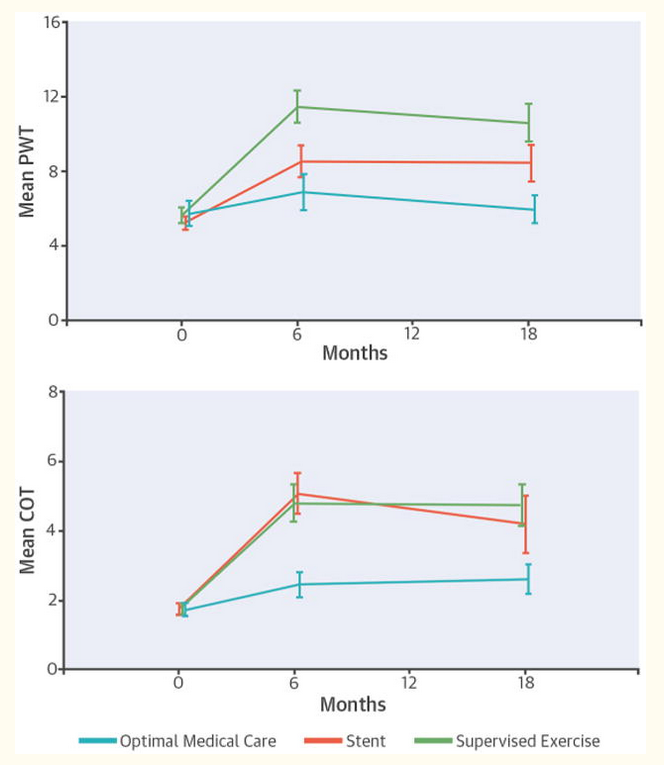 16
12
8
4
0
Mean PWT
0 6 12 18
Months
8
6
4
2
0
Mean COT
0 6 12 18
Months
Optimal Medical Care Stent Supervised Exercise